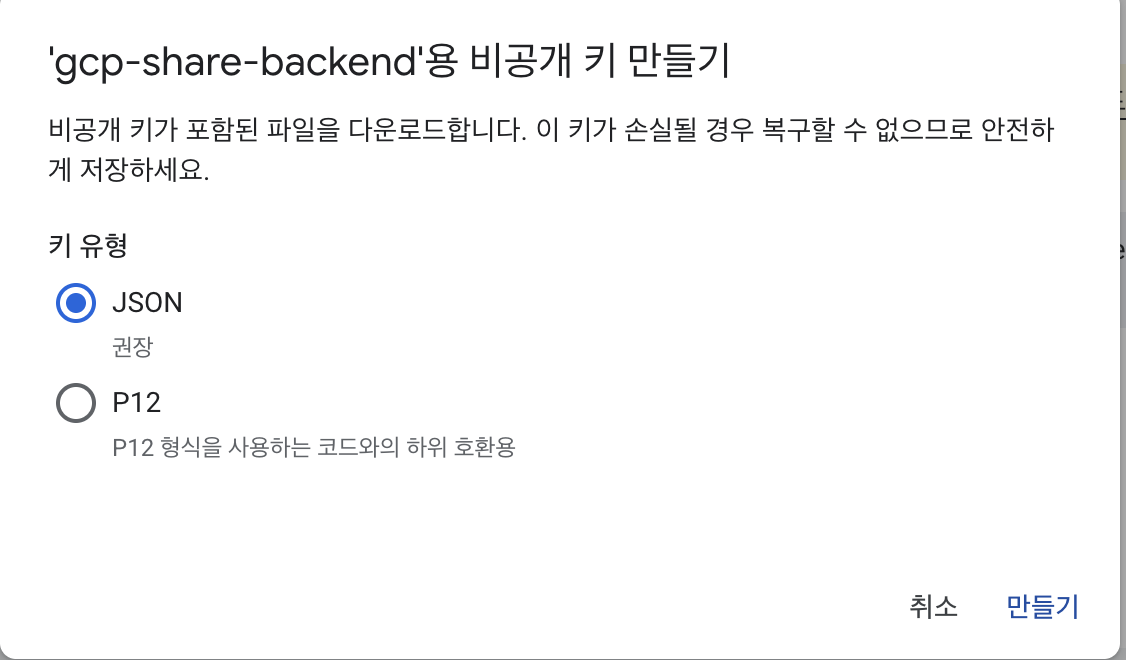 'gcp-share-backend'용 비공개 키 만들기
비공개 키가 포함된 파일을 다운로드합니다. 이 키가 손실될 경우 복구할 수 없으므로 안전하
게 저장하세요.
키 유형
JSON
권장
P12
P12 형식을 사용하는 코드와의 하위 호환용
취소 만들기